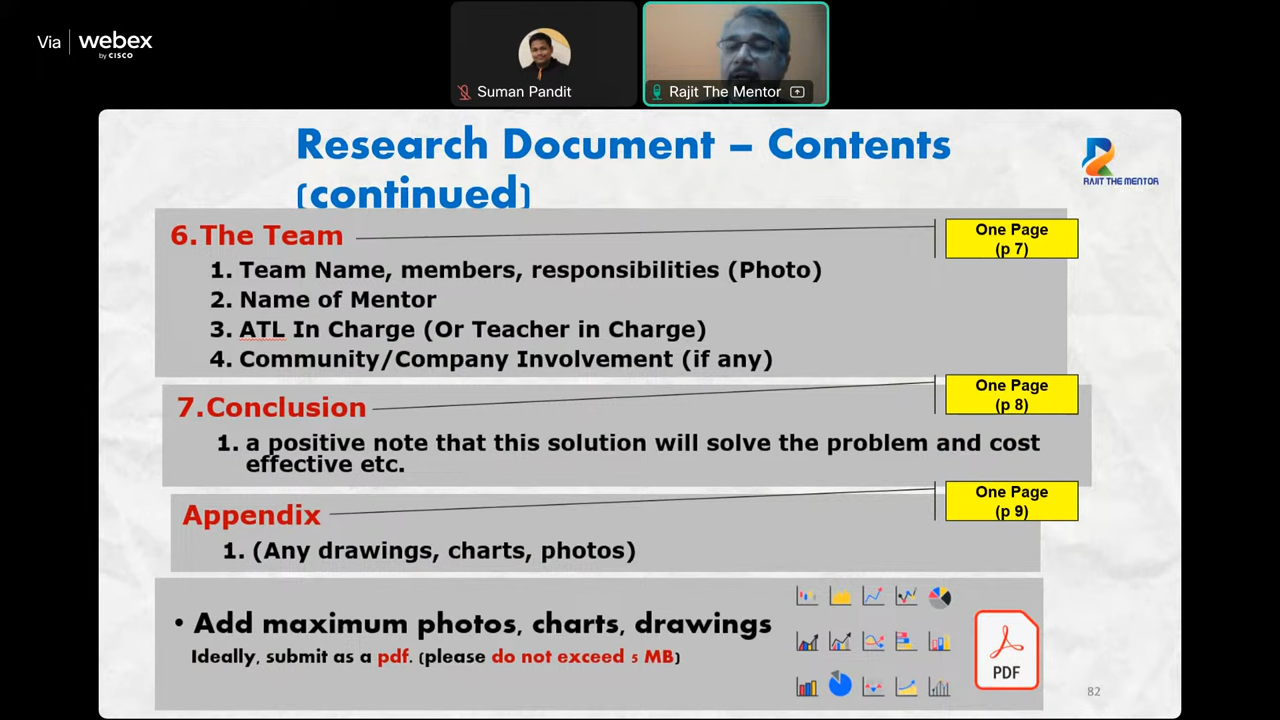 Via webex
by CISCO
Suman Pandit
Rajit The Mentor
Research Document – Contents
(continued)
RAJIT THE MENTOR
6.The Team
One Page
(p 7)
1. Team Name, members, responsibilities (Photo)
2. Name of Mentor
3. ATL In Charge (Or Teacher in Charge)
4. Community/Company Involvement (if any)
7.Conclusion
One Page
(p 8)
1. a positive note that this solution will solve the problem and cost
effective etc.
Appendix
One Page
(p 9)
1. (Any drawings, charts, photos)
• Add maximum photos, charts, drawings
Ideally, submit as a pdf. (please do not exceed 5 MB)
PDF
82